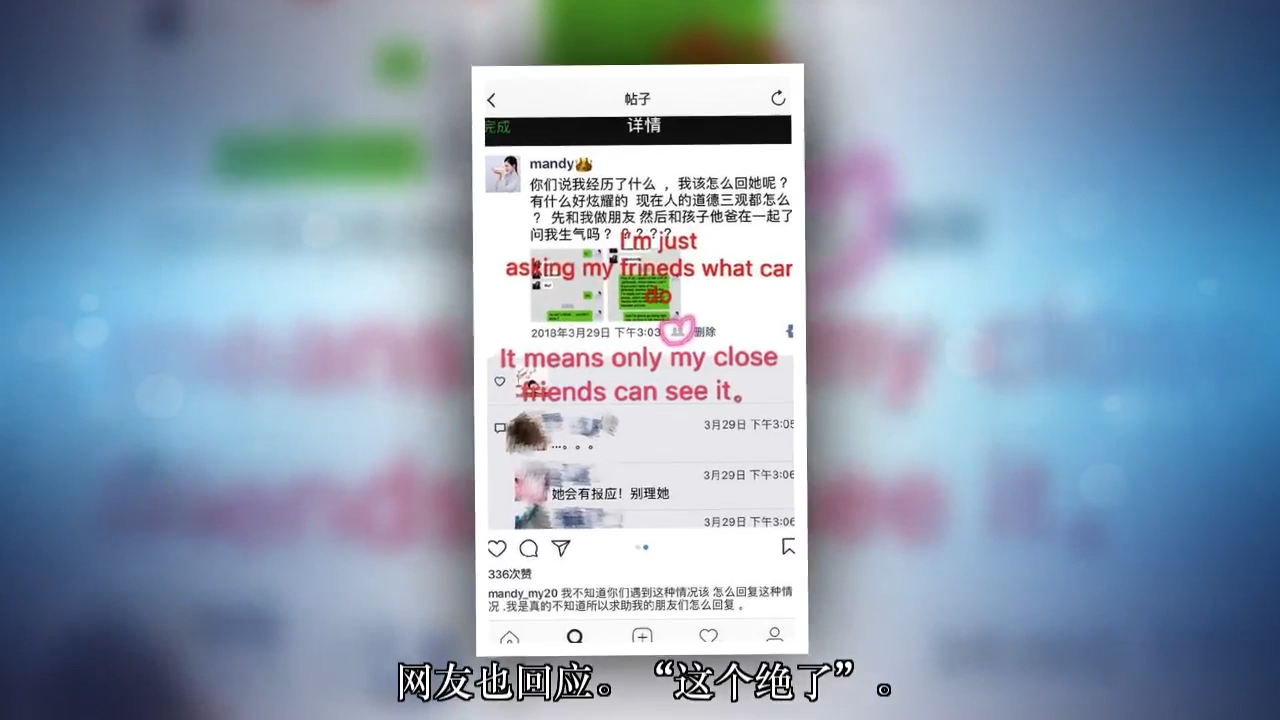 帖子
完成
详情
mandy
你们说我经历了什么 ，我该怎么回她呢？
有什么好炫耀的 现在人的道德三观都怎么
？ 先和我做朋友 然后和孩子他爸在一起了
问我生气吗？ ？？？？
I'm just
asking my frineds what can
do
2018年3月29日 下午3:03
删除
It means only my close
friends can see it。
3月29日 下午3:05
...。。。
3月29日 下午3:06
她会有报应！别理她
3月29日 下午3:06
336次赞
mandy_my20 我不知道你们遇到这种情况该 怎么回复这种情
况 .我是真的不知道所以求助我的朋友们怎么回复 。
网友也回应。“这个绝了”。